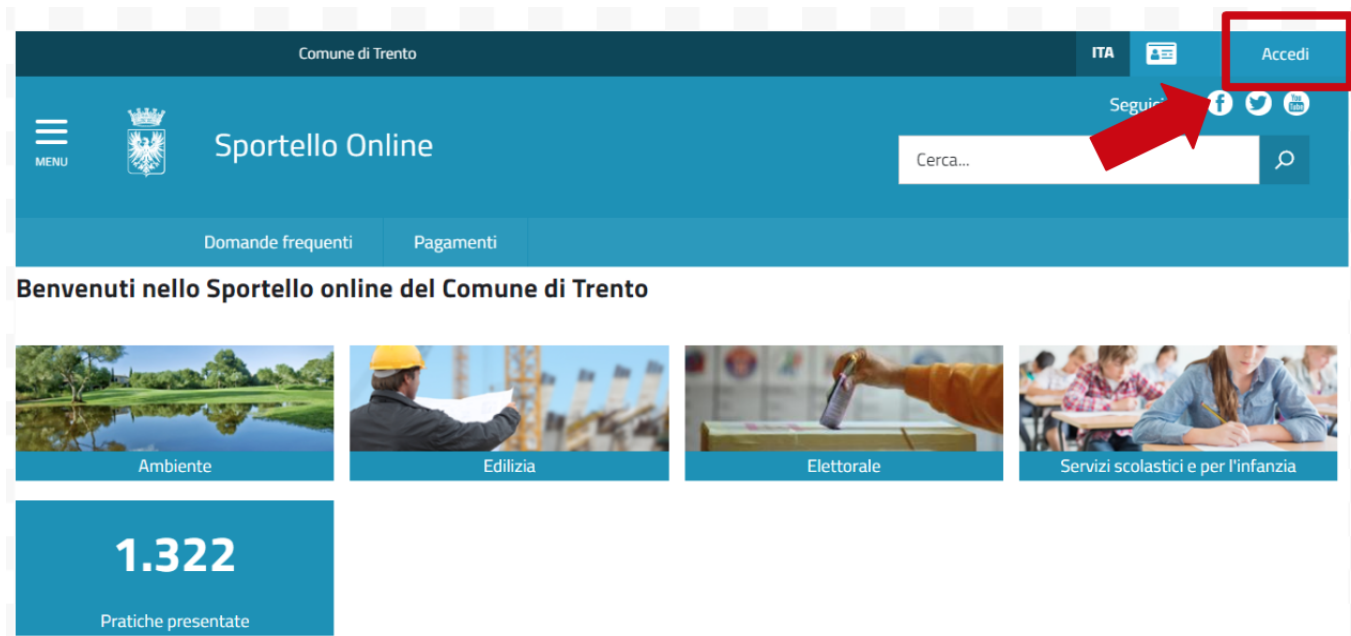 Comune di Trento
ITA
Accedi
MENU
Sportello Online
Cerca...
Domande frequenti
Pagamenti
Benvenuti nello Sportello online del Comune di Trento
Ambiente
Edilizia
Elettorale
Servizi scolastici e per l'infanzia
1.322
Pratiche presentate